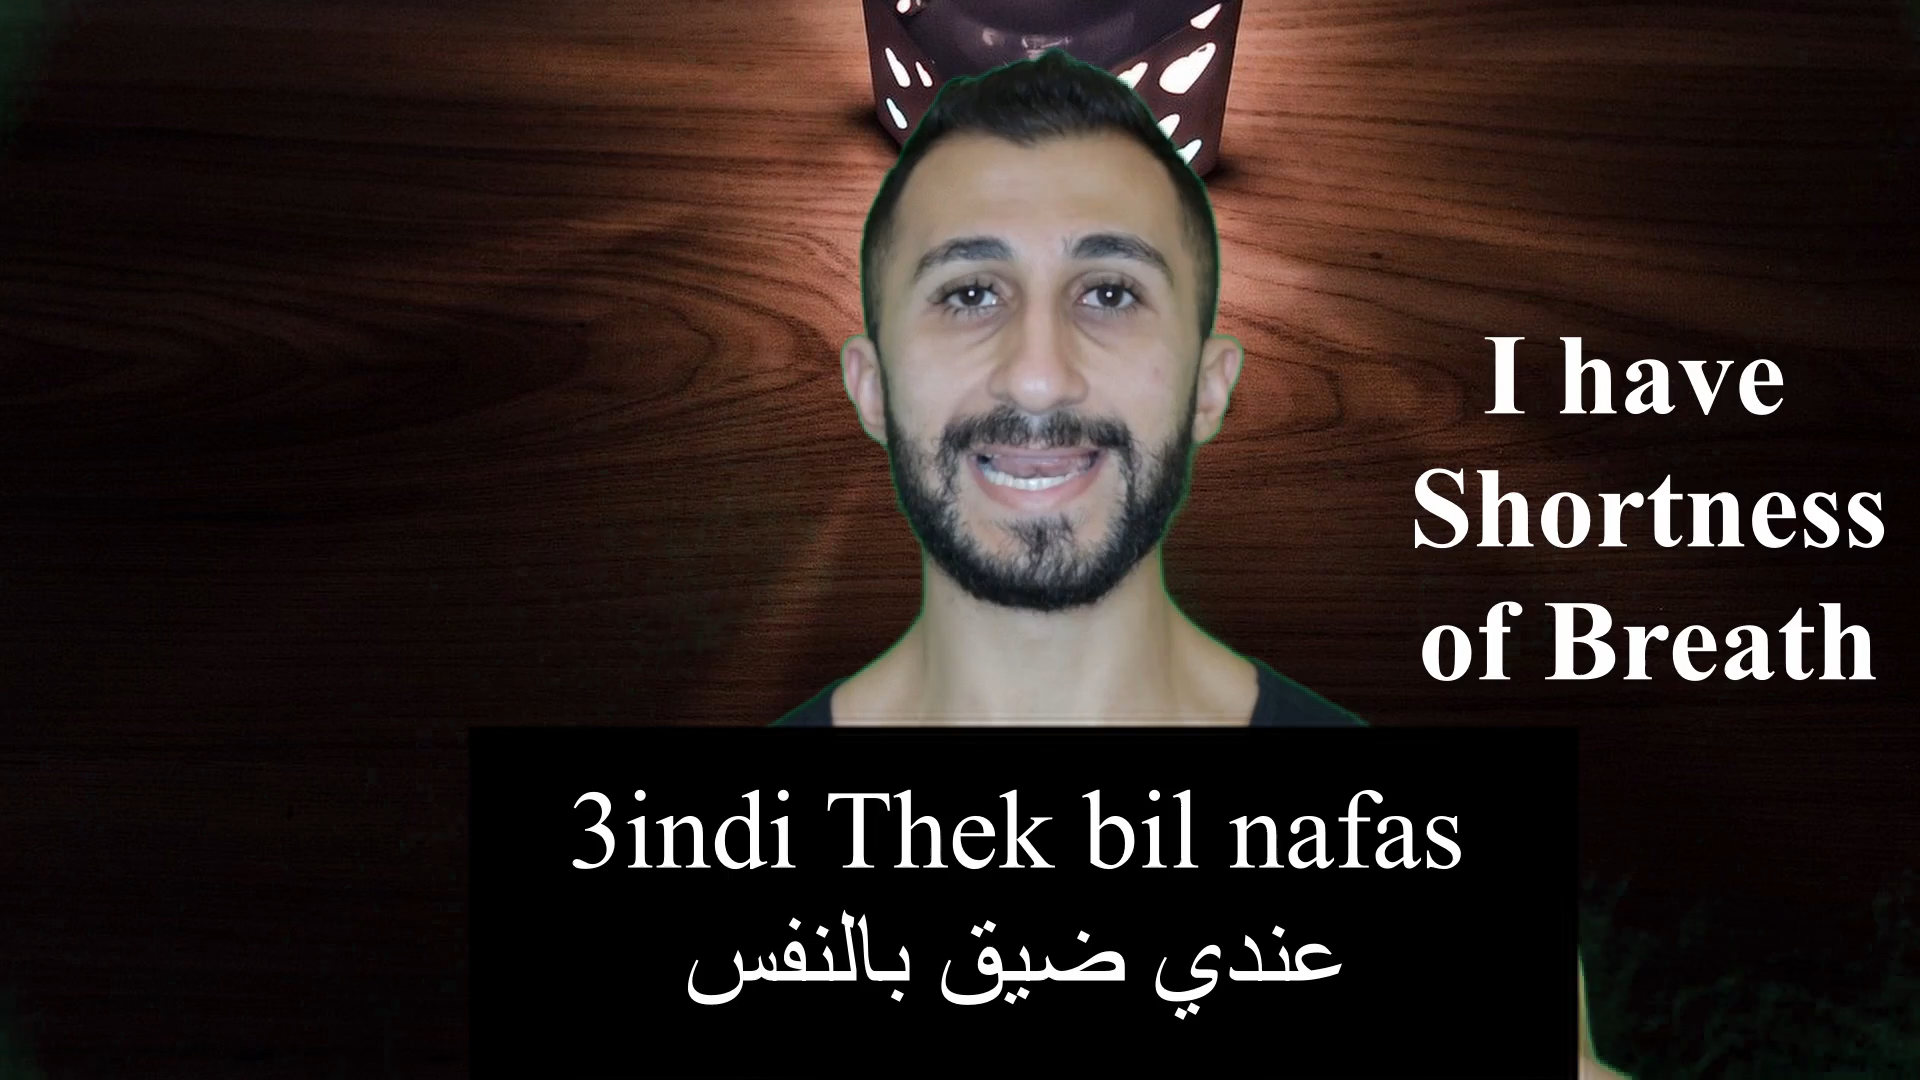 I have
Shortness
of Breath
3indi Thek bil nafas
عندي ضيق بالنفس